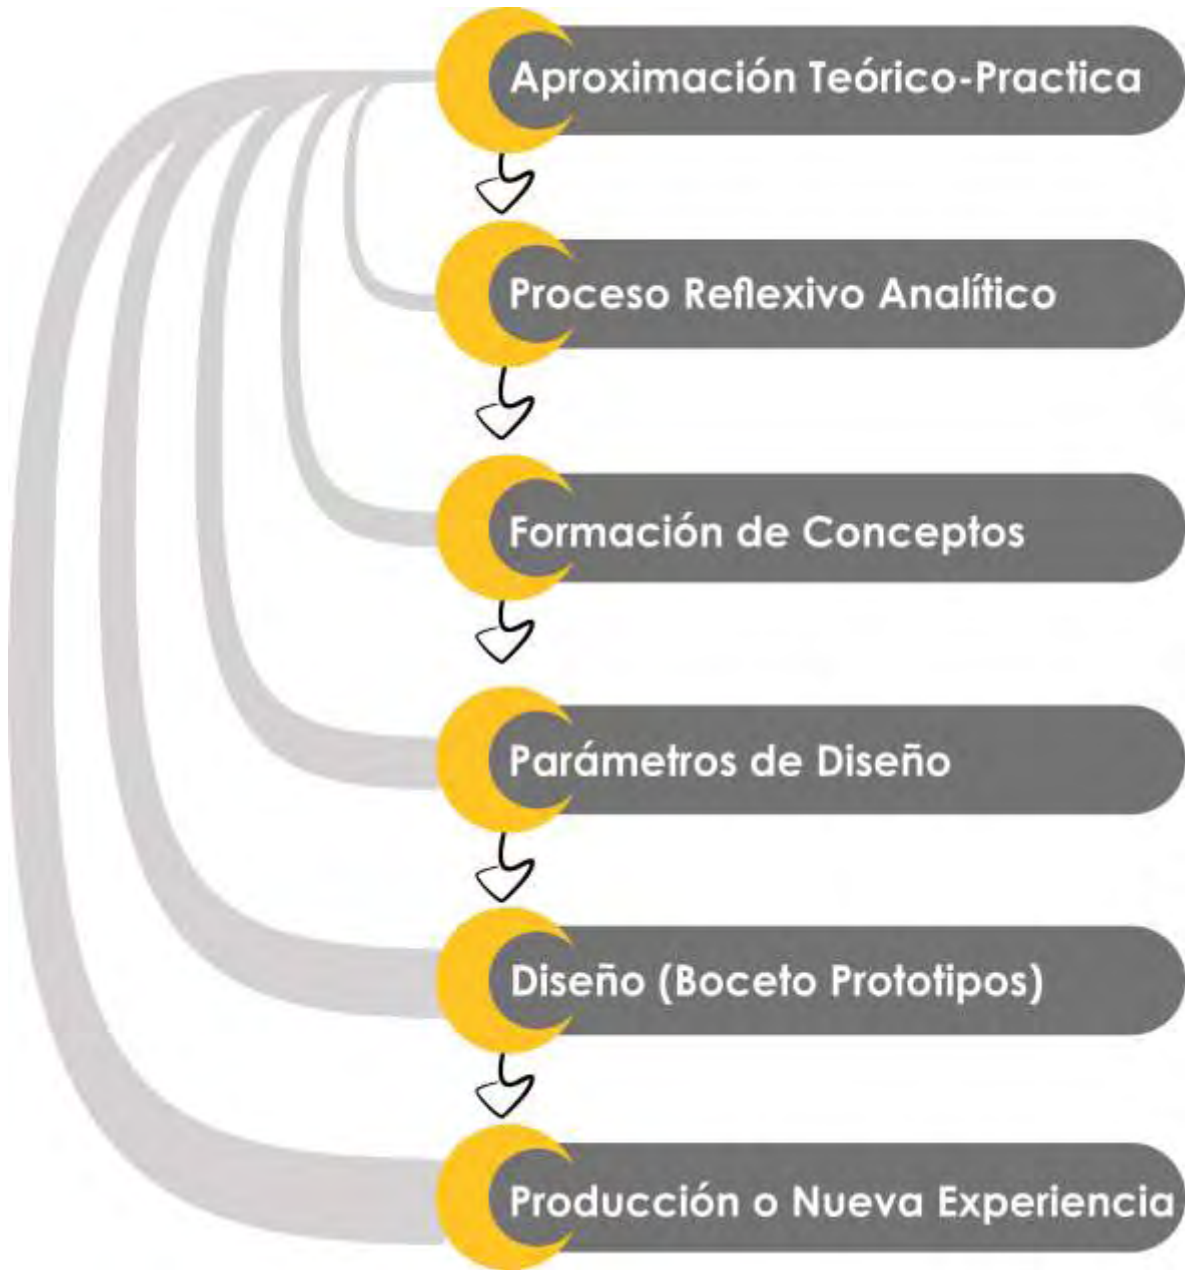 Aproximación Teórico-Practica
Proceso Reflexivo Analítico
Formación de Conceptos
Parámetros de Diseño
Diseño (Boceto Prototipos)
Producción o Nueva Experiencia